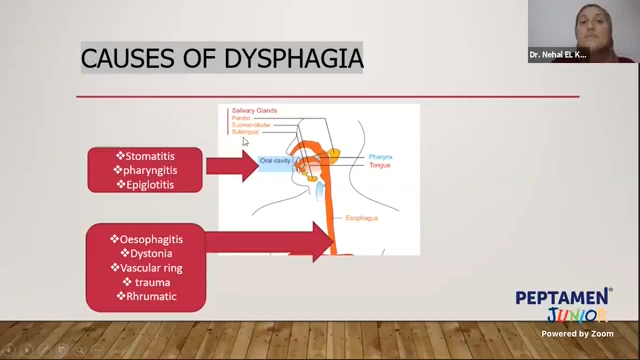 Dr. Nehal EL K...
CAUSES OF DYSPHAGIA
Salivary Glands
Parotid
Submandibular
Sublingual
Oral cavity
Pharynx
Tongue
Esophagus
❖Stomatitis
❖pharyngitis
❖Epiglotitis
❖Oesophagitis
❖Dystonia
❖Vascular ring
❖ trauma
❖Rhrumatic
PEPTAMEN®
JUNIOR
Powered by Zoom